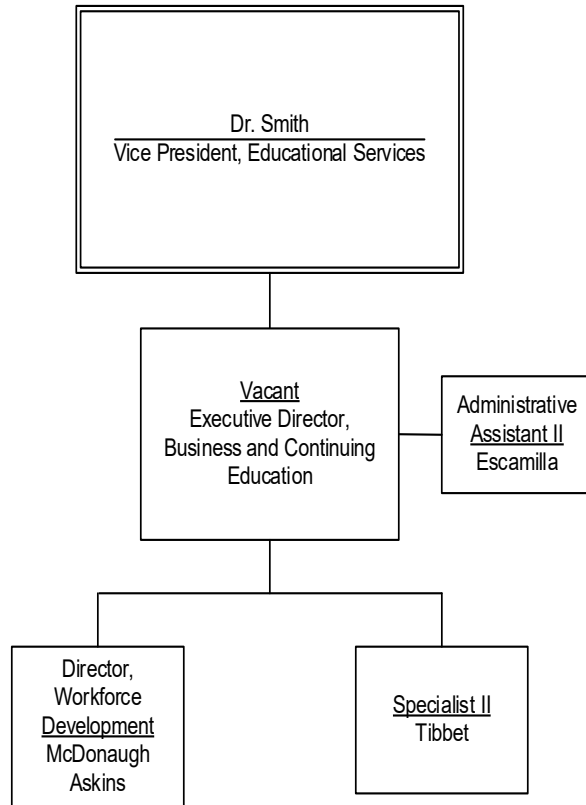 Dr. Smith
Vice President, Educational Services
Vacant
Executive Director,
Business and Continuing
Education
Administrative
Assistant II
Escamilla
Director,
Workforce
Development
McDonaugh
Askins
Specialist II
Tibbet